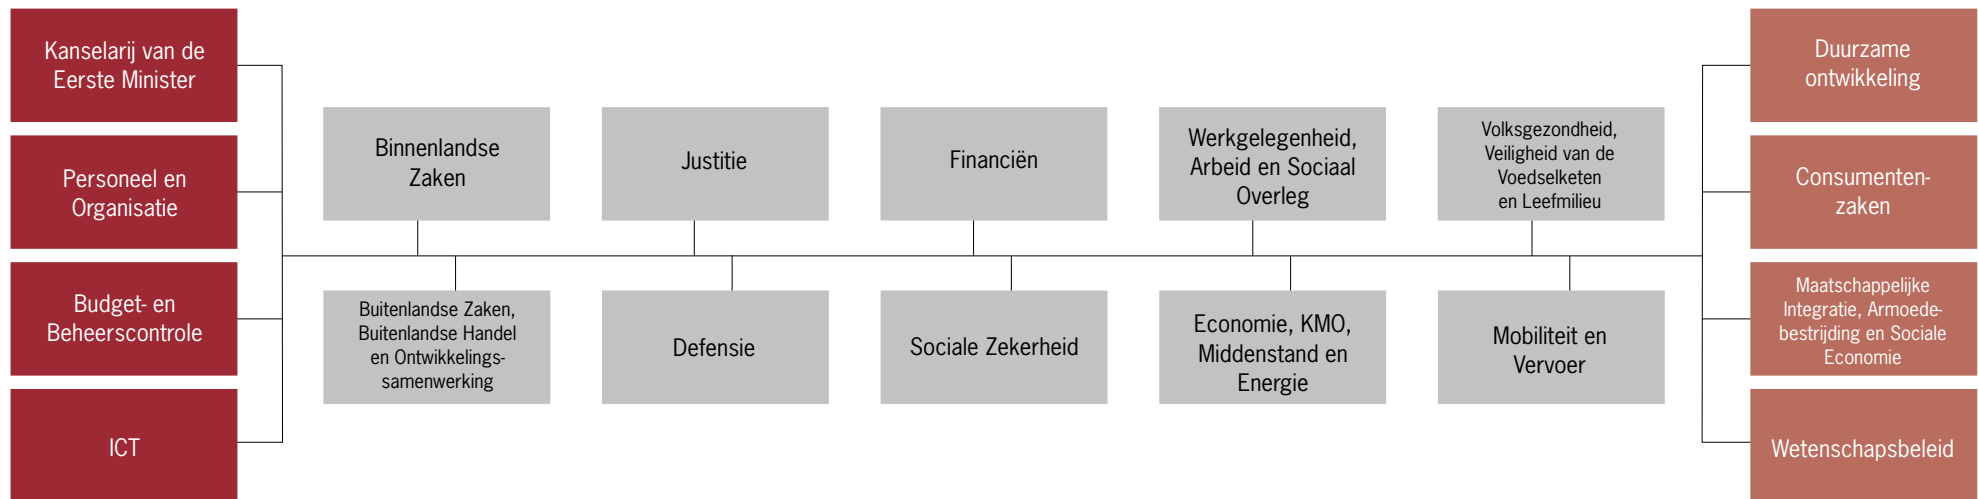 Kanselarij van de
Eerste Minister
Personeel en
Organisatie
Budget- en
Beheerscontrole
ICT
Binnenlandse
Zaken
Justitie
Financiën
Werkgelegenheid,
Arbeid en Sociaal
Overleg
Volksgezondheid,
Veiligheid van de
Voedselketen
en Leefmilieu
Buitenlandse Zaken,
Buitenlandse Handel
en Ontwikkelings-
samenwerking
Defensie
Sociale Zekerheid
Economie, KMO,
Middenstand en
Energie
Mobiliteit en
Vervoer
Duurzame
ontwikkeling
Consumenten-
zaken
Maatschappelijke
Integratie, Armoede-
bestrijding en Sociale
Economie
Wetenschapsbeleid